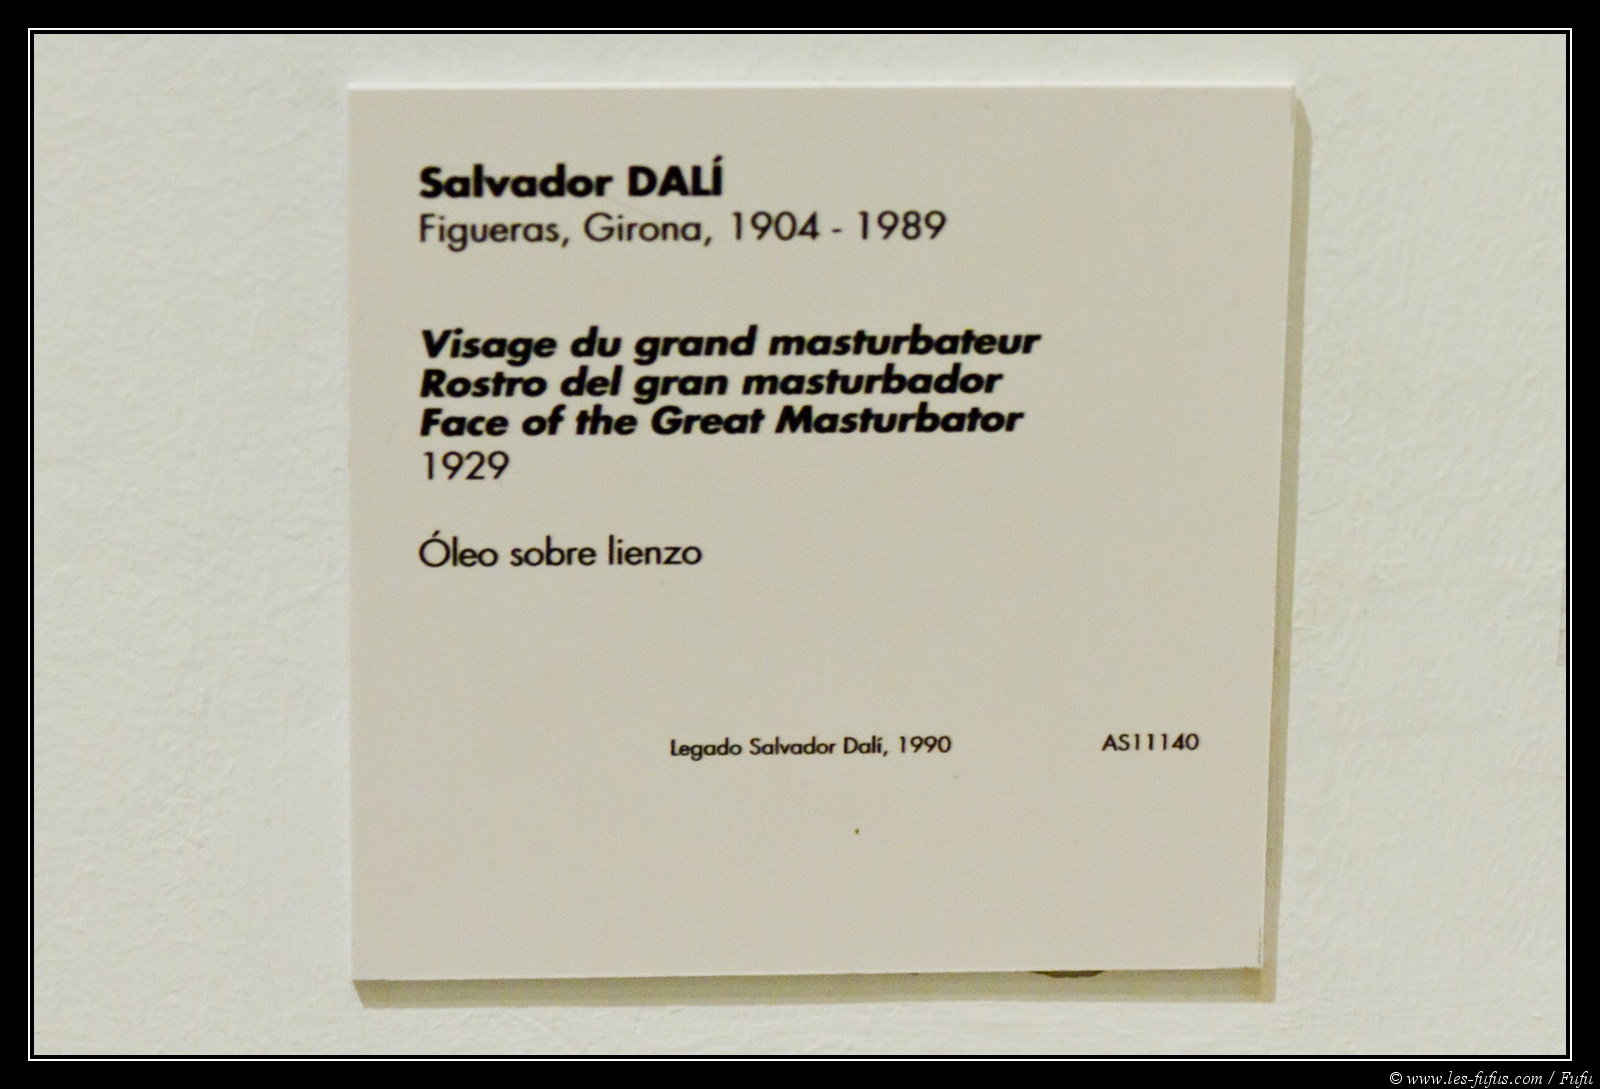 Salvador DALÍ
Figueras, Girona, 1904 - 1989
Visage du grand masturbateur
Rostro del gran masturbador
Face of the Great Masturbator
1929
Óleo sobre lienzo
Legado Salvador Dalí, 1990 AS11140
© www.les-fufus.com / Fufu